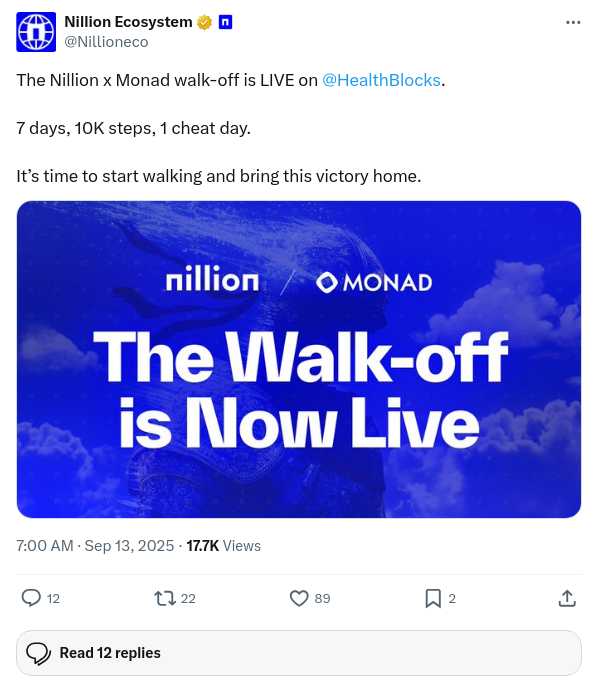 Nillion Ecosystem
@Nillioneco
The Nillion x Monad walk-off is LIVE on @HealthBlocks.
7 days, 10K steps, 1 cheat day.
It’s time to start walking and bring this victory home.
nillion / MONAD
The Walk-off
is Now Live
7:00 AM · Sep 13, 2025 · 17.7K Views
12 22 89 2
Read 12 replies